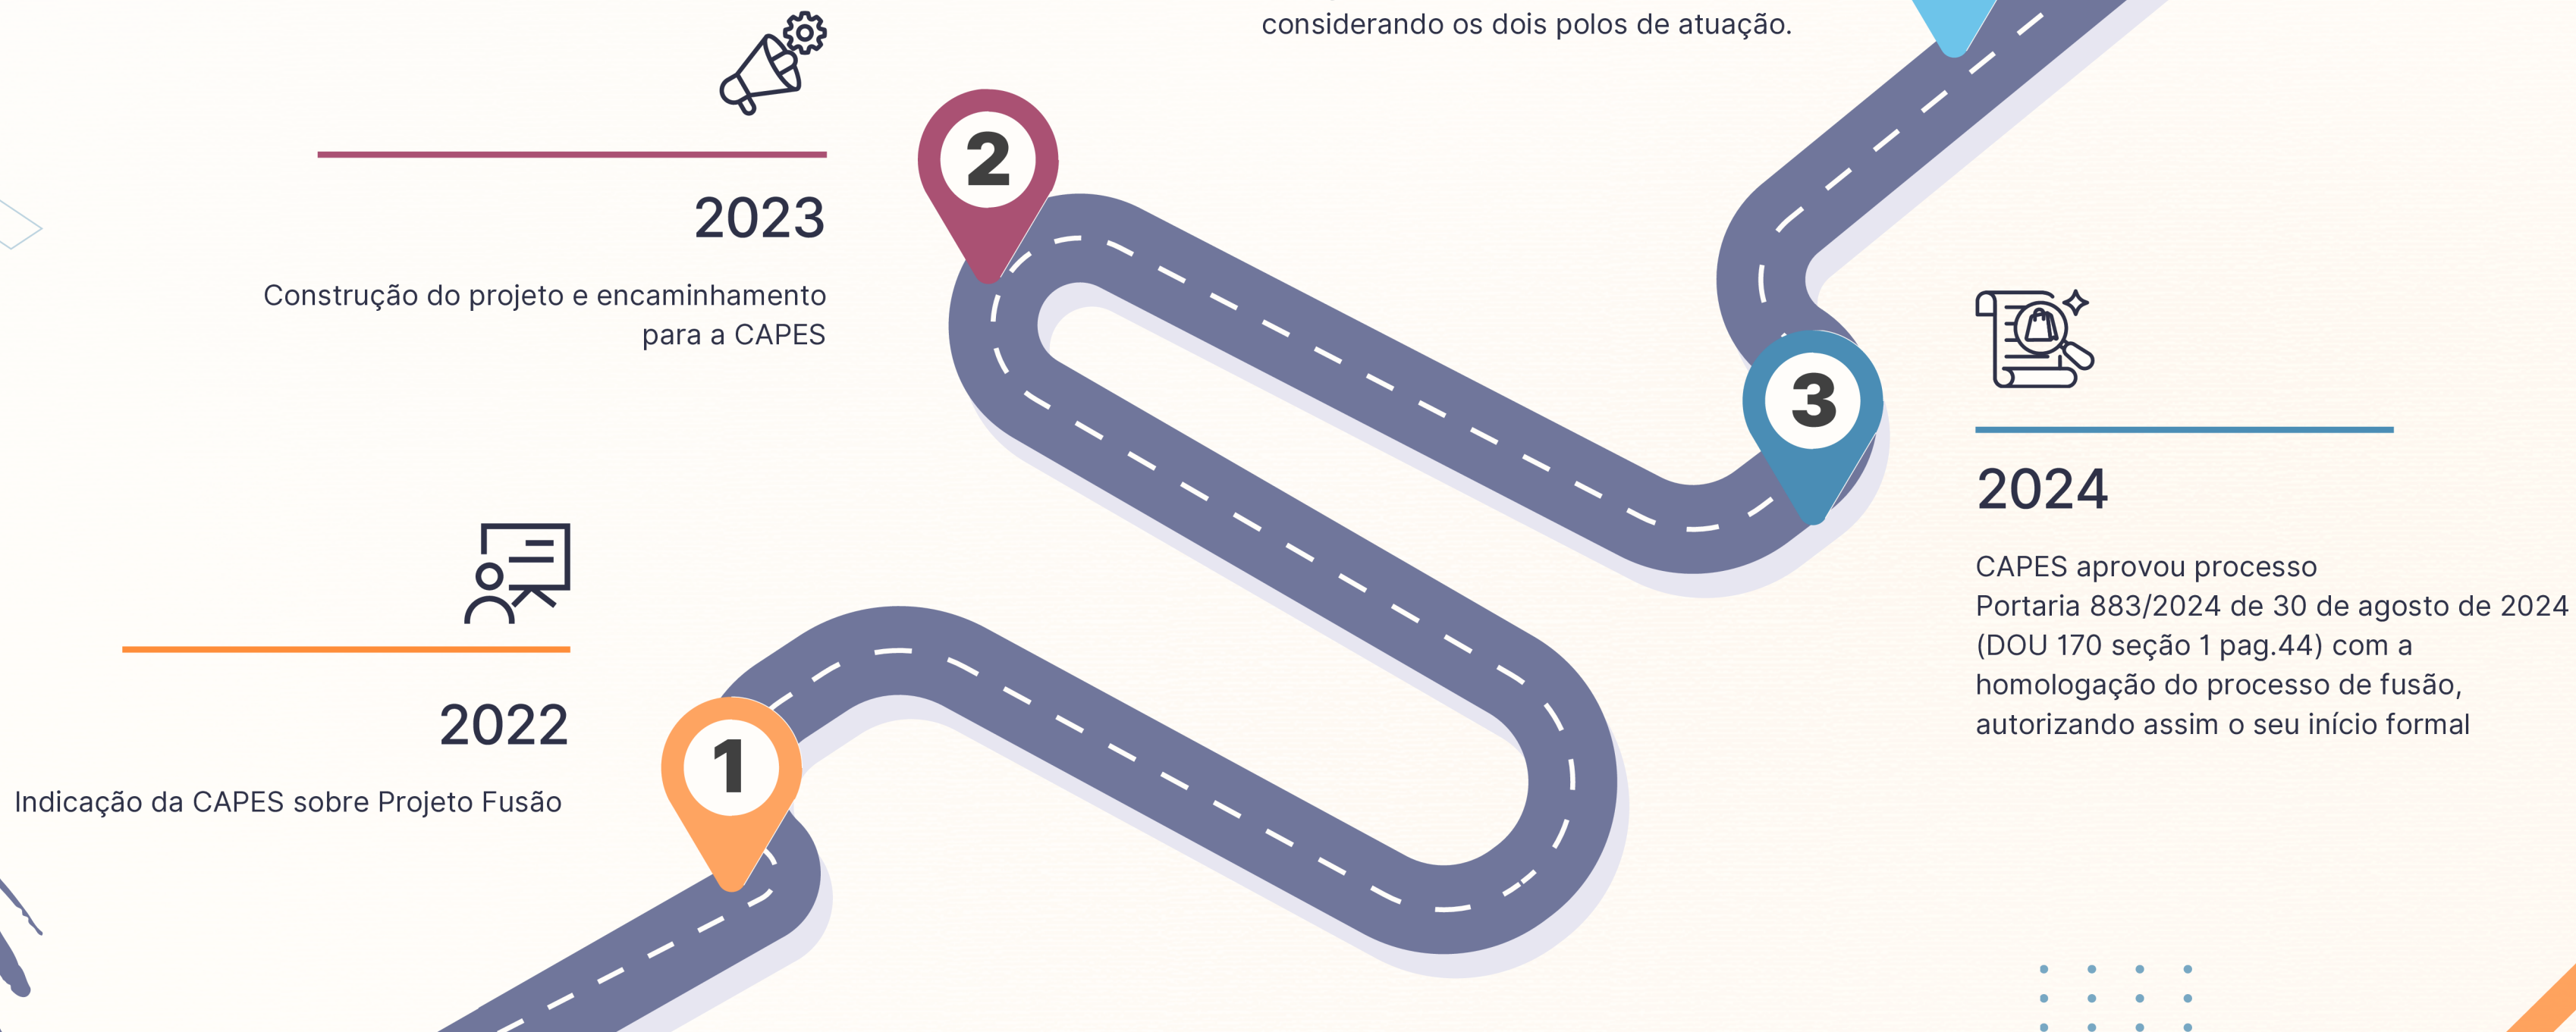 considerando os dois polos de atuação.
2
2023
Construção do projeto e encaminhamento
para a CAPES
3
2024
CAPES aprovou processo
Portaria 883/2024 de 30 de agosto de 2024
(DOU 170 seção 1 pag.44) com a
homologação do processo de fusão,
autorizando assim o seu início formal
1
2022
Indicação da CAPES sobre Projeto Fusão